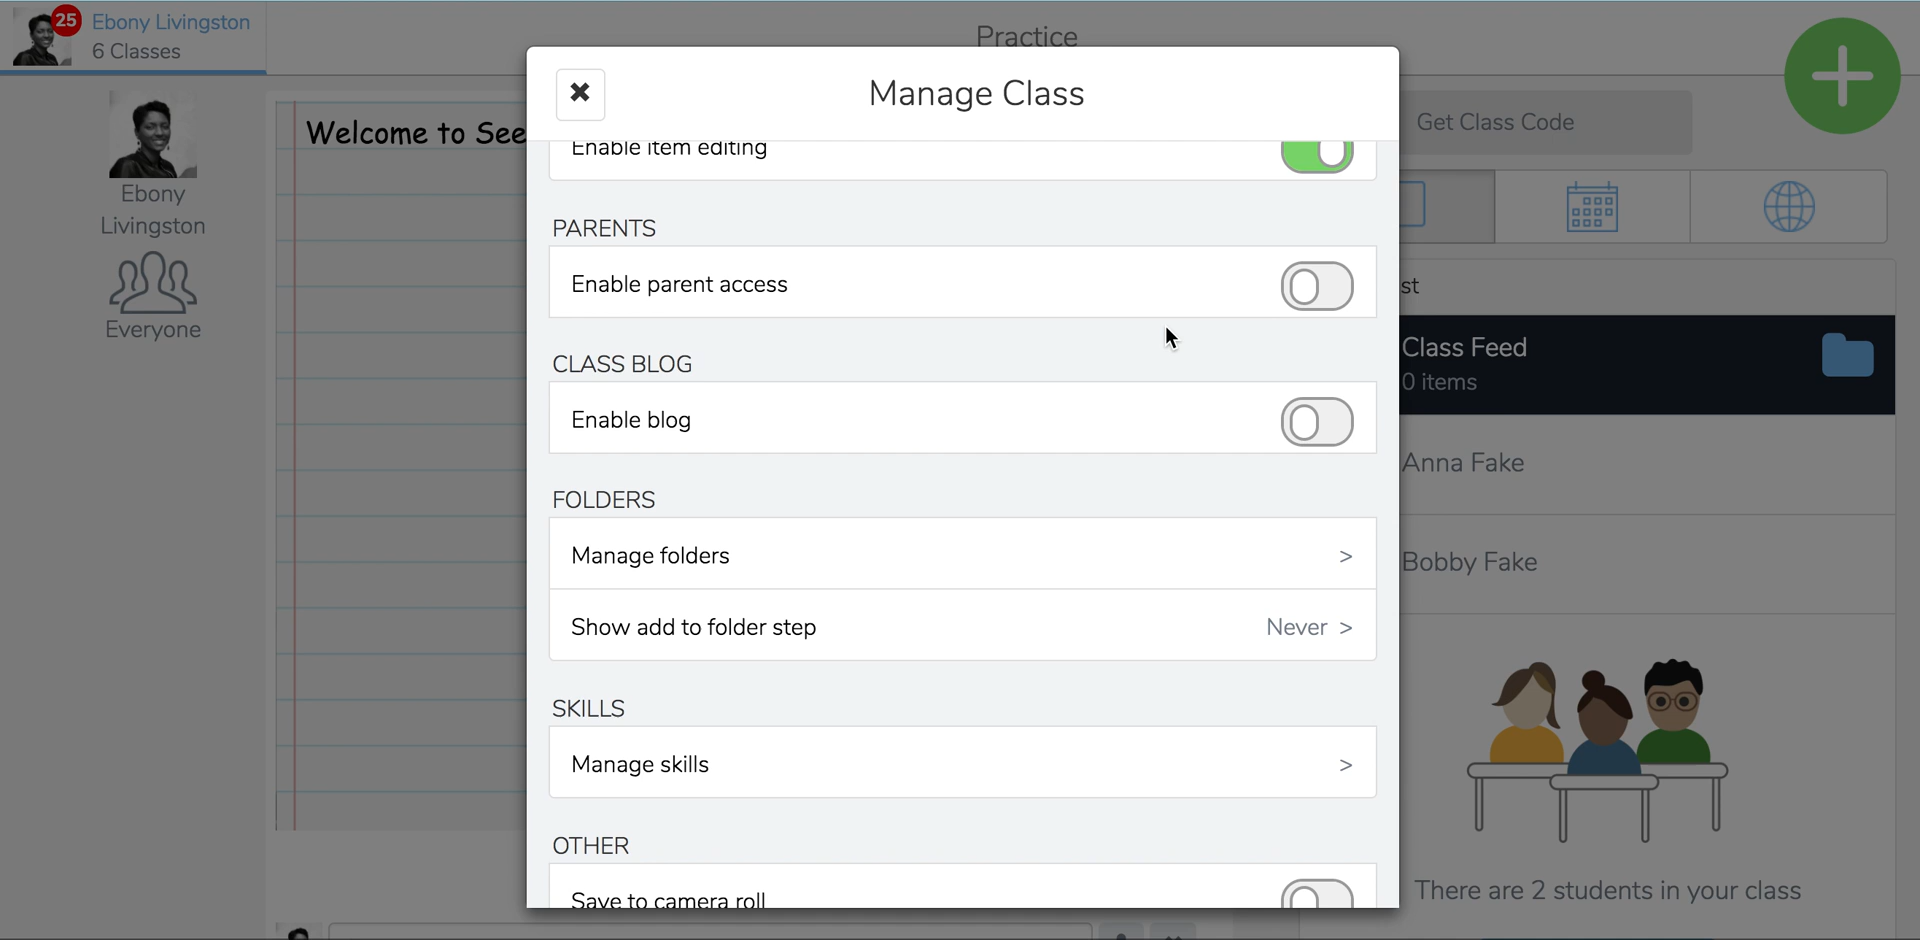 25
Ebony Livingston
6 Classes
Practice
Ebony
Livingston
Everyone
Welcome to See
Manage Class
Enable item editing
PARENTS
Enable parent access
CLASS BLOG
Enable blog
FOLDERS
Manage folders >
Show add to folder step Never >
SKILLS
Manage skills >
OTHER
Save to camera roll
Get Class Code
st
Class Feed
0 items
Anna Fake
Bobby Fake
There are 2 students in your class